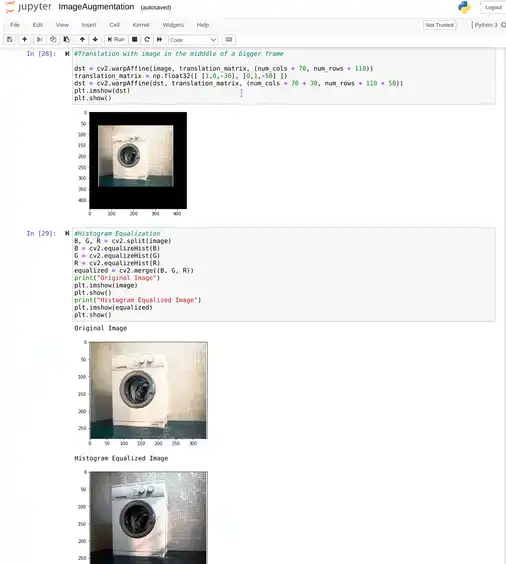 jupyter ImageAugmentation (autosaved)
Logout
File Edit View Insert Cell Kernel Widgets Help
Not Trusted
Python 3
Run
Code
In [28]:
#Translation with image in the midddle of a bigger frame
dst = cv2.warpAffine(image, translation_matrix, (num_cols + 70, num_rows + 110))
translation_matrix = np.float32([ [1,0,-30], [0,1,-50] ])
dst = cv2.warpAffine(dst, translation_matrix, (num_cols + 70 + 30, num_rows + 110 + 50))
plt.imshow(dst)
plt.show()
0
50
100
150
200
250
300
350
400
0 100 200 300 400
In [29]:
#Histogram Equalization
B, G, R = cv2.split(image)
B = cv2.equalizeHist(B)
G = cv2.equalizeHist(G)
R = cv2.equalizeHist(R)
equalized = cv2.merge((B, G, R))
print("Original Image")
plt.imshow(image)
plt.show()
print("Histogram Equalized Image")
plt.imshow(equalized)
plt.show()
Original Image
0
50
100
150
200
250
0 50 100 150 200 250 300
Histogram Equalized Image
0
50
100
150
200
250